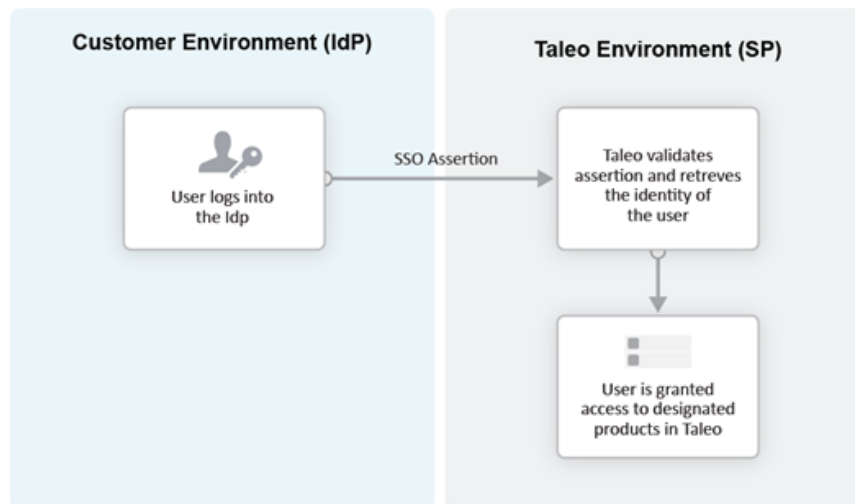 Customer Environment (IdP)
Taleo Environment (SP)
User logs into
the Idp
SSO Assertion
Taleo validates
assertion and retreves
the identity of
the user
User is granted
access to designated
products in Taleo